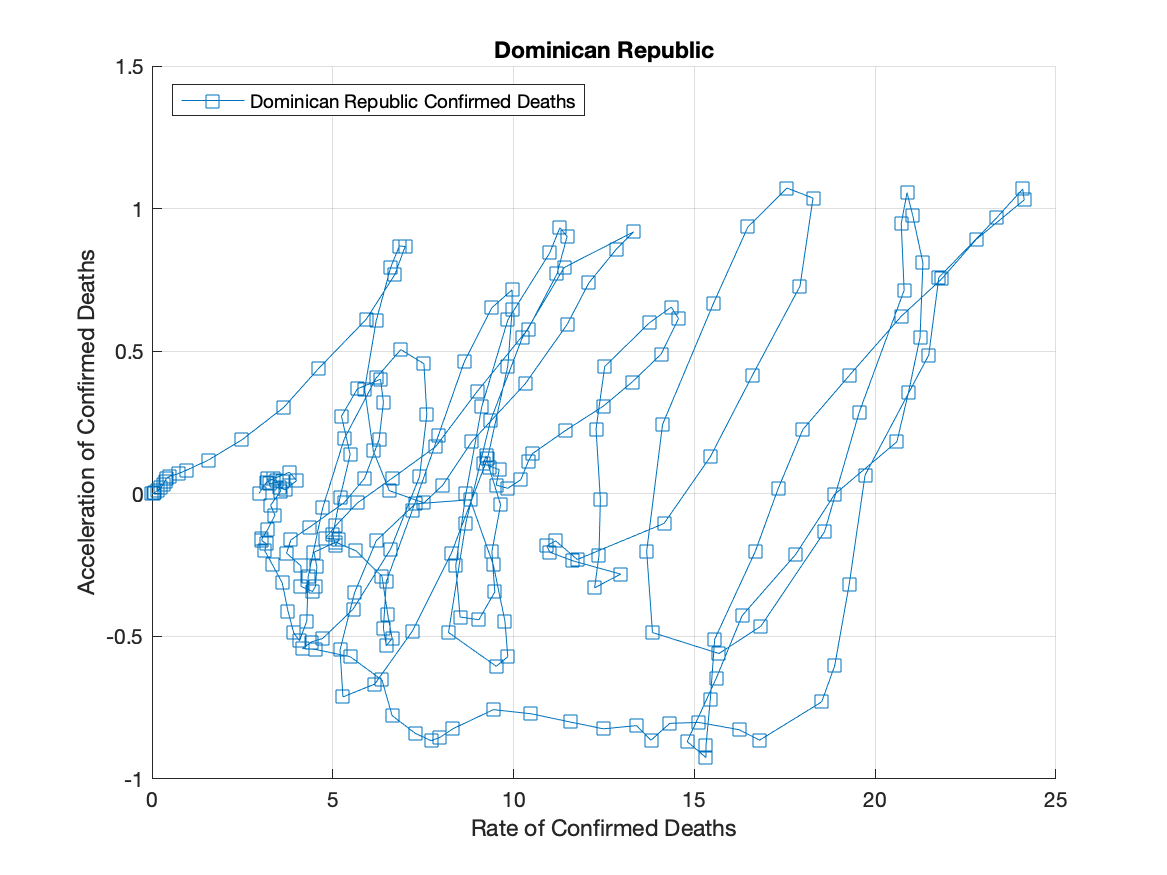 Dominican Republic
1.5
Dominican Republic Confirmed Deaths
1
0.5
0
-0.5
-1
Acceleration of Confirmed Deaths
0 5 10 15 20 25
Rate of Confirmed Deaths